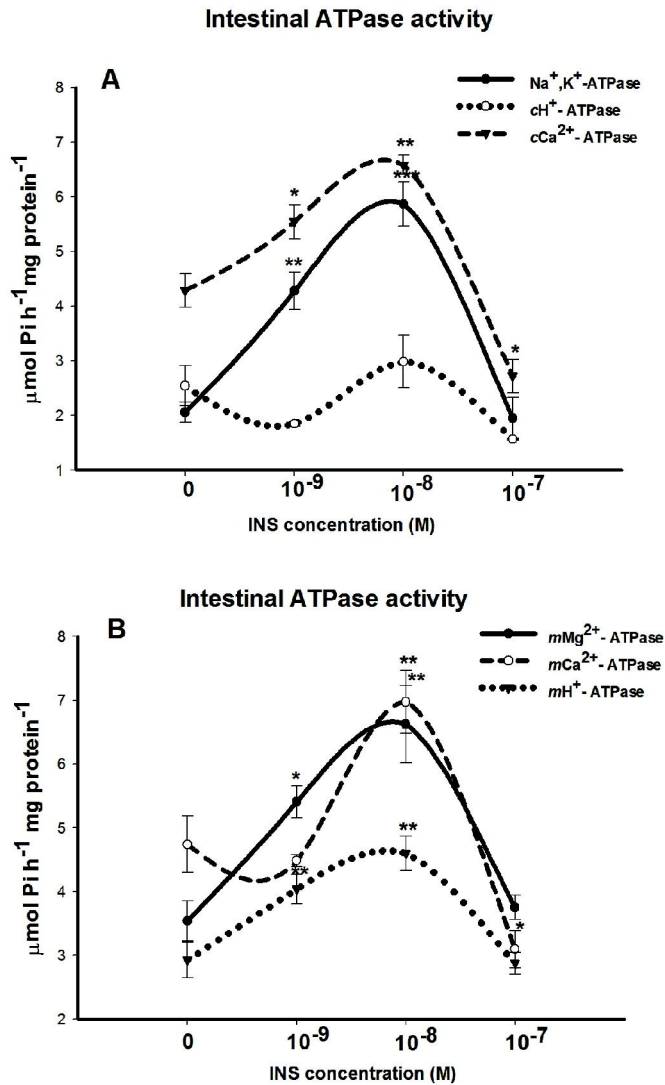 Intestinal ATPase activity
A
Na⁺,K⁺-ATPase
cH⁺- ATPase
cCa²⁺- ATPase
µmol Pi h⁻¹ mg protein⁻¹
8
7
6
5
4
3
2
1
**
***
*
**
*
0 10⁻⁹ 10⁻⁸ 10⁻⁷
INS concentration (M)
Intestinal ATPase activity
B
mMg²⁺- ATPase
mCa²⁺- ATPase
mH⁺- ATPase
µmol Pi h⁻¹ mg protein⁻¹
8
7
6
5
4
3
2
**
**
*
**
**
*
0 10⁻⁹ 10⁻⁸ 10⁻⁷
INS concentration (M)